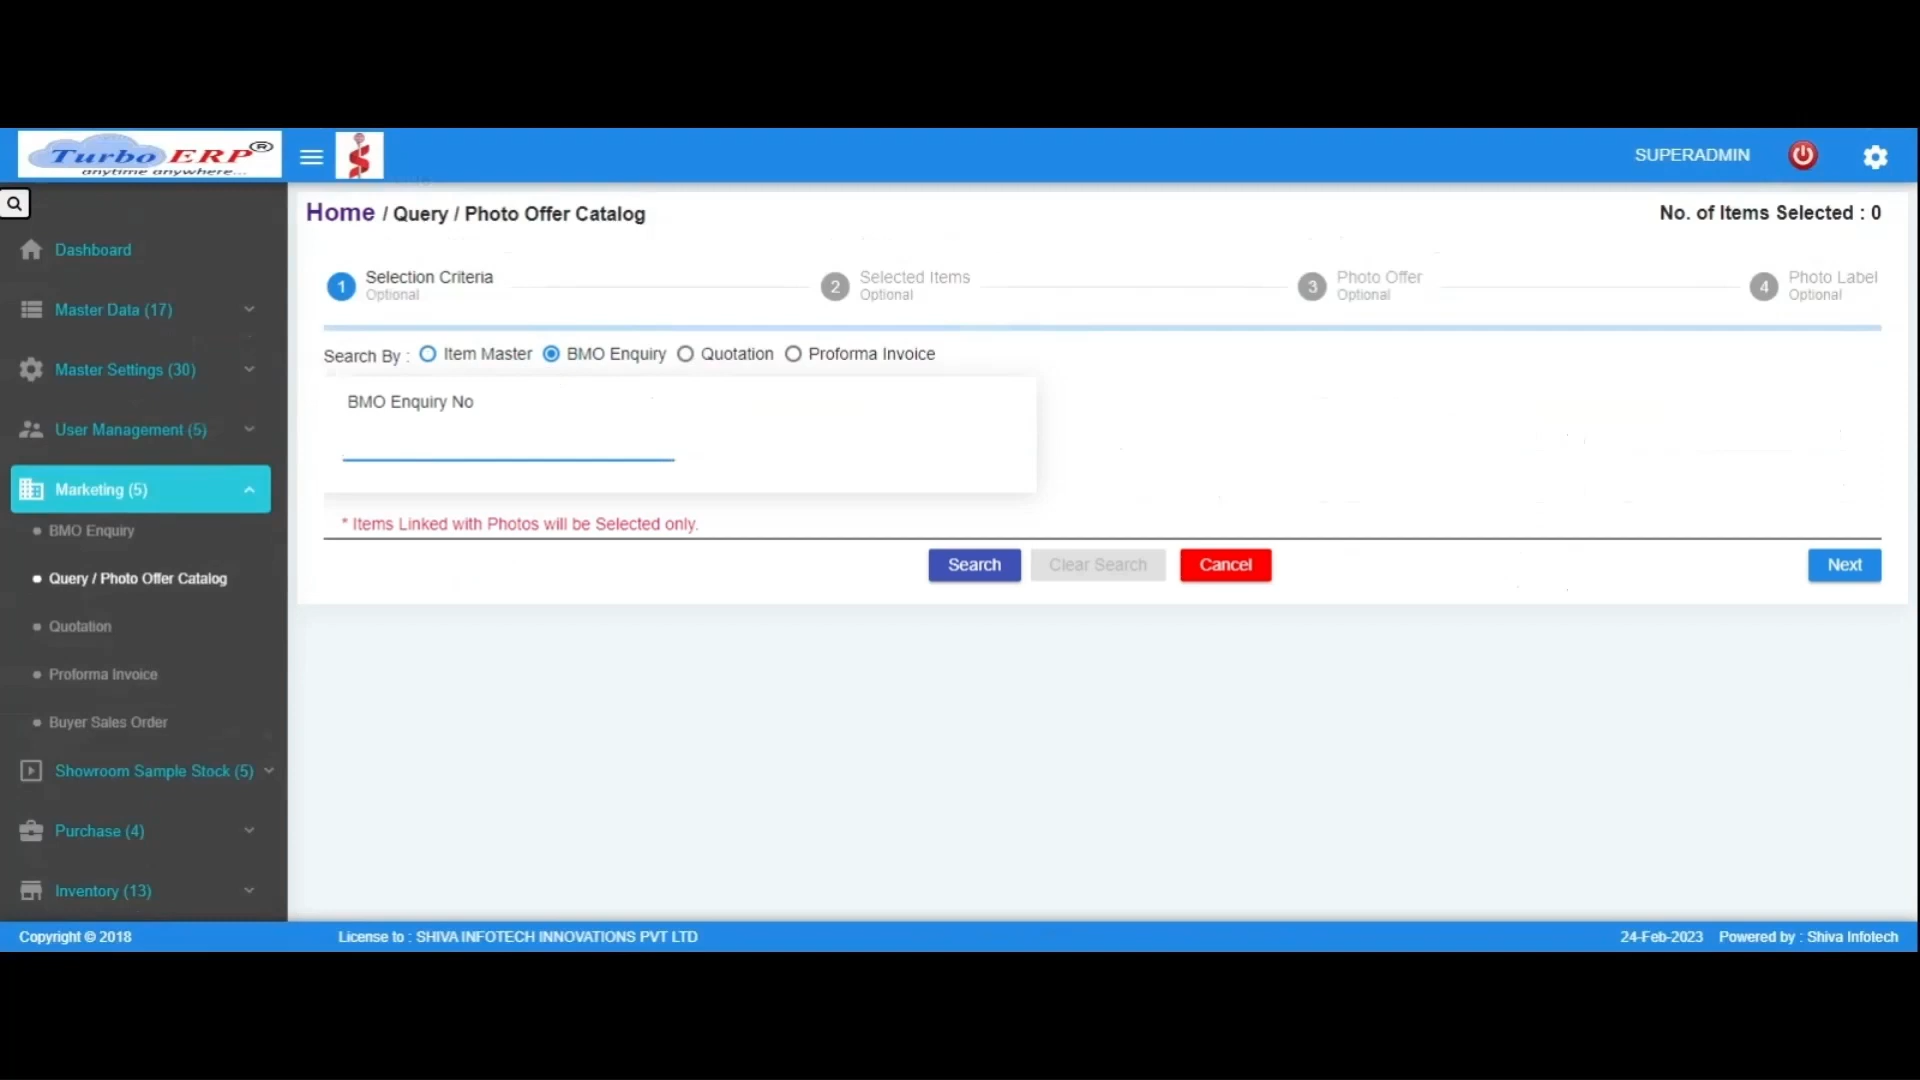 Turbo ERP®
anytime anywhere...
SUPERADMIN
Home / Query / Photo Offer Catalog
No. of Items Selected : 0
1 Selection Criteria
Optional
2 Selected Items
Optional
3 Photo Offer
Optional
4 Photo Label
Optional
Search By : Item Master BMO Enquiry Quotation Proforma Invoice
BMO Enquiry No
* Items Linked with Photos will be Selected only.
Search Clear Search Cancel Next
Dashboard
Master Data (17)
Master Settings (30)
User Management (5)
Marketing (5)
BMO Enquiry
Query / Photo Offer Catalog
Quotation
Proforma Invoice
Buyer Sales Order
Showroom Sample Stock (5)
Purchase (4)
Inventory (13)
Copyright © 2018
License to : SHIVA INFOTECH INNOVATIONS PVT LTD
24-Feb-2023 Powered by : Shiva Infotech